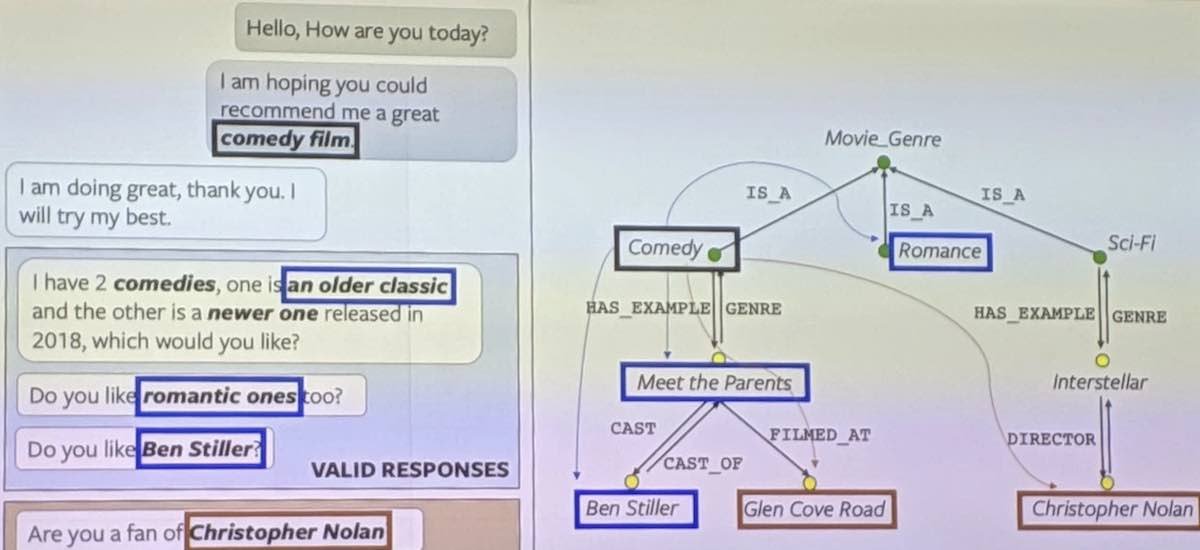 Hello, How are you today?
I am hoping you could
recommend me a great
comedy film.
I am doing great, thank you. I
will try my best.
I have 2 comedies, one is an older classic
and the other is a newer one released in
2018, which would you like?
Do you like romantic ones too?
Do you like Ben Stiller?
VALID RESPONSES
Are you a fan of Christopher Nolan
Movie_Genre
IS_A
IS_A
IS_A
Comedy
Romance
Sci-Fi
HAS_EXAMPLE
GENRE
HAS_EXAMPLE
GENRE
Meet the Parents
Interstellar
CAST
CAST_OF
FILMED_AT
DIRECTOR
Ben Stiller
Glen Cove Road
Christopher Nolan